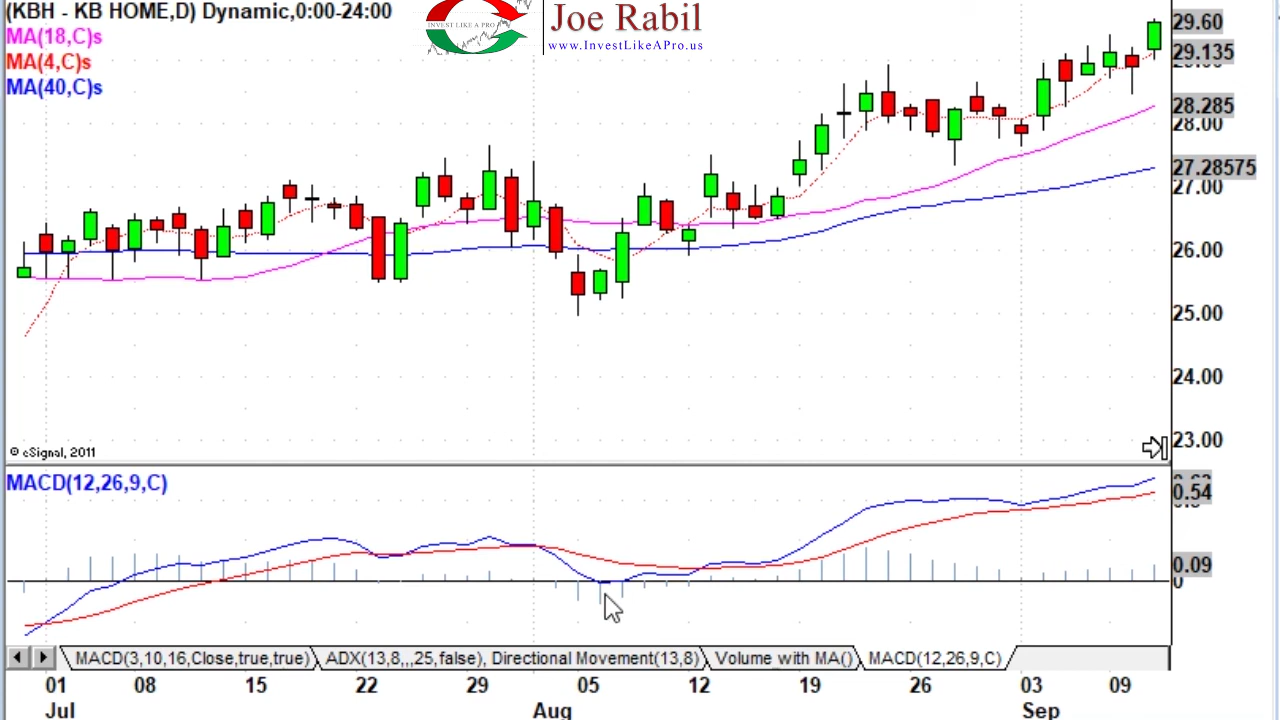 (KBH - KB HOME,D) Dynamic,0:00-24:00
MA(18,C)s
MA(4,C)s
MA(40,C)s
INVEST LIKE A PRO
Joe Rabil
www.InvestLikeAPro.us
29.60
29.135
28.285
28.00
27.28575
27.00
26.00
25.00
24.00
23.00
© eSignal, 2011
MACD(12,26,9,C)
0.54
0.09
0
MACD(3,10,16,Close,true,true)
ADX(13,8,,,25,false), Directional Movement(13,8)
Volume with MA()
MACD(12,26,9,C)
01 08 15 22 29 05 12 19 26 03 09
Jul Aug Sep